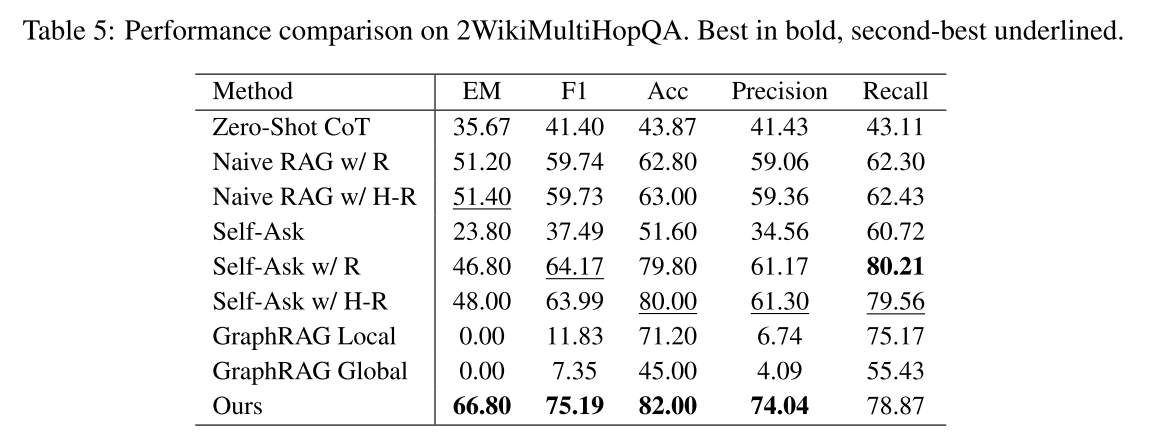 Table 5: Performance comparison on 2WikiMultiHopQA. Best in bold, second-best underlined.
Method EM F1 Acc Precision Recall
Zero-Shot CoT 35.67 41.40 43.87 41.43 43.11
Naive RAG w/ R 51.20 59.74 62.80 59.06 62.30
Naive RAG w/ H-R 51.40 59.73 63.00 59.36 62.43
Self-Ask 23.80 37.49 51.60 34.56 60.72
Self-Ask w/ R 46.80 64.17 79.80 61.17 80.21
Self-Ask w/ H-R 48.00 63.99 80.00 61.30 79.56
GraphRAG Local 0.00 11.83 71.20 6.74 75.17
GraphRAG Global 0.00 7.35 45.00 4.09 55.43
Ours 66.80 75.19 82.00 74.04 78.87